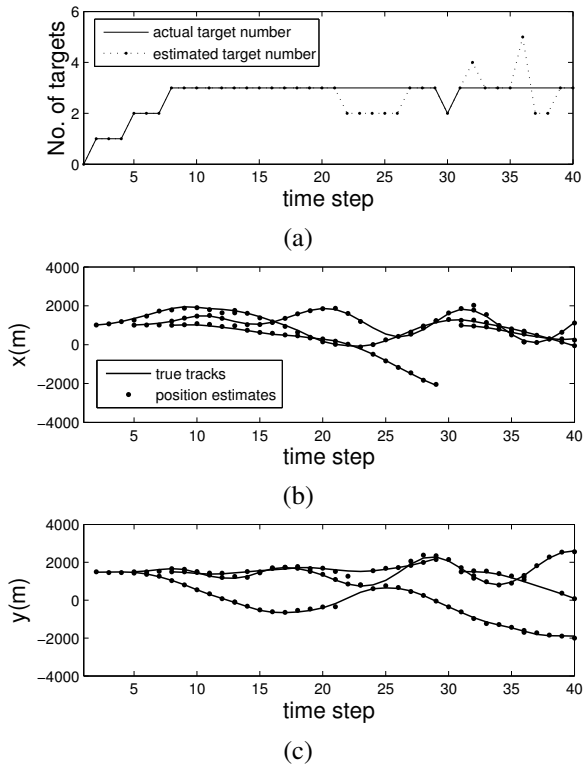 6
4
2
0
No. of targets
actual target number
estimated target number
5 10 15 20 25 30 35 40
time step
(a)
4000
2000
0
−2000
−4000
x(m)
true tracks
position estimates
5 10 15 20 25 30 35 40
time step
(b)
4000
2000
0
−2000
−4000
y(m)
5 10 15 20 25 30 35 40
time step
(c)